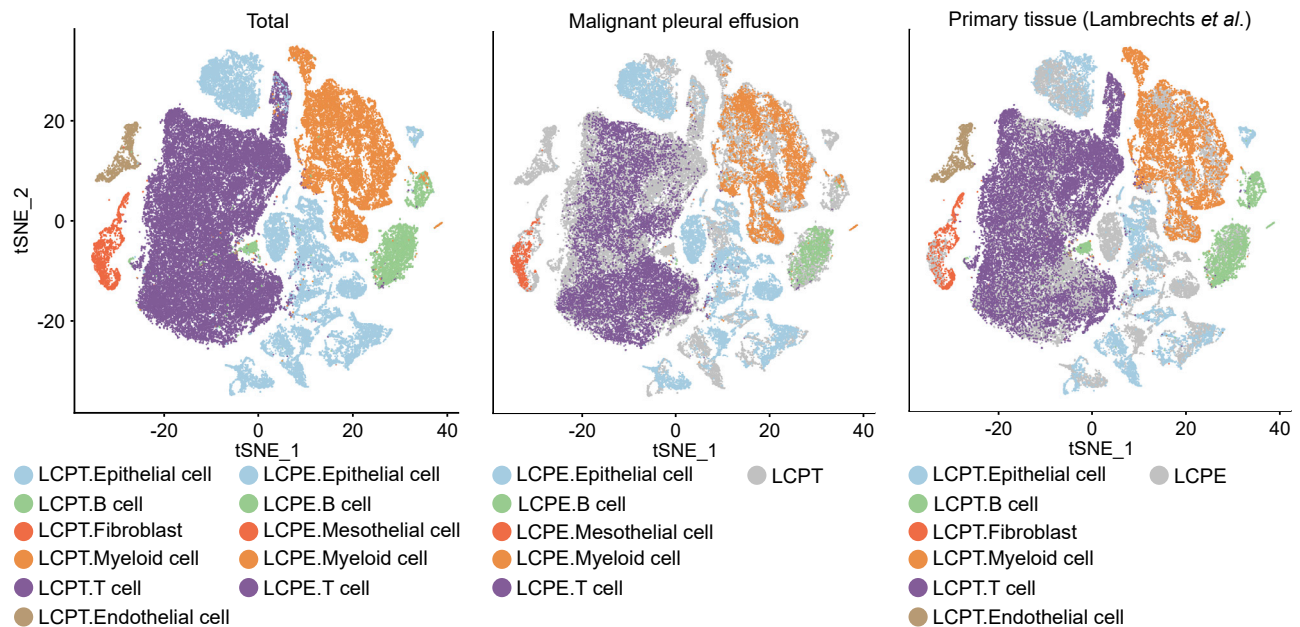 Total
Malignant pleural effusion
Primary tissue (Lambrechts et al.)
tSNE_2
20
0
-20
-20 0 20 40
tSNE_1
-20 0 20 40
tSNE_1
-20 0 20 40
tSNE_1
LCPT.Epithelial cell
LCPT.B cell
LCPT.Fibroblast
LCPT.Myeloid cell
LCPT.T cell
LCPT.Endothelial cell
LCPE.Epithelial cell
LCPE.B cell
LCPE.Mesothelial cell
LCPE.Myeloid cell
LCPE.T cell
LCPE.Epithelial cell
LCPE.B cell
LCPE.Mesothelial cell
LCPE.Myeloid cell
LCPE.T cell
LCPT
LCPT.Epithelial cell
LCPT.B cell
LCPT.Fibroblast
LCPT.Myeloid cell
LCPT.T cell
LCPT.Endothelial cell
LCPE